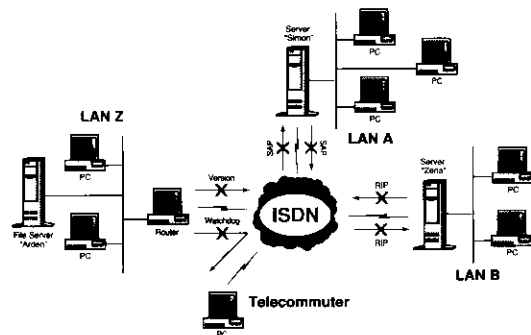 Server
"Simon"
PC
PC
PC
LAN A
LAN Z
PC
File Server
"Arden"
PC
Router
Version
Watchdog
SAP
SAP
ISDN
RIP
RIP
Server
"Zena"
PC
PC
LAN B
Telecommuter
PC